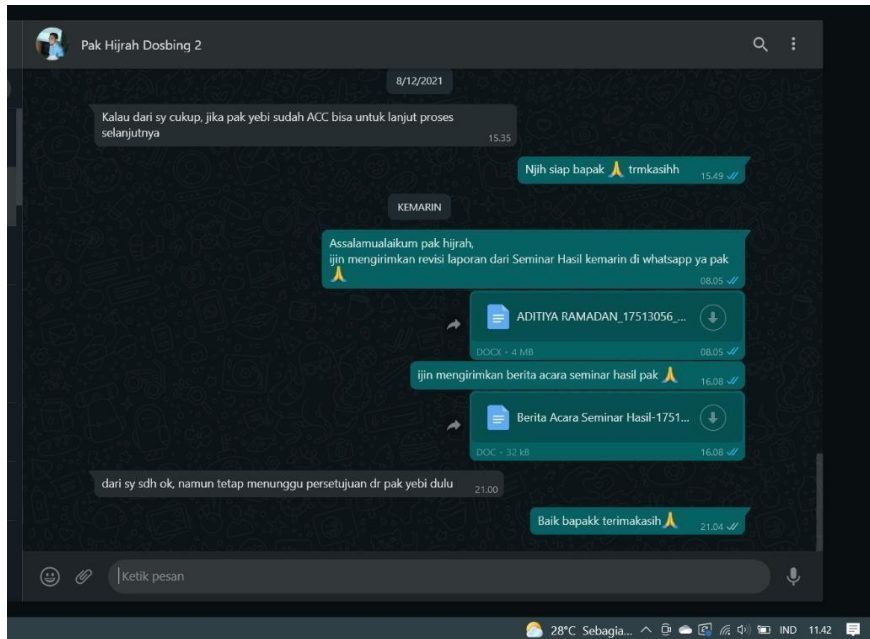 Pak Hijrah Dosbing 2
8/12/2021
Kalau dari sy cukup, jika pak yebi sudah ACC bisa untuk lanjut proses
selanjutnya
15.35
Njih siap bapak 🙏 trmkasihh
15.49
KEMARIN
Assalamualaikum pak hijrah,
ijin mengirimkan revisi laporan dari Seminar Hasil kemarin di whatsapp ya pak
🙏
08.05
ADITIYA RAMADAN_17513056_...
DOCX • 4 MB
08.05
ijin mengirimkan berita acara seminar hasil pak 🙏
16.08
Berita Acara Seminar Hasil-1751...
DOC • 32 kB
16.08
dari sy sdh ok, namun tetap menunggu persetujuan dr pak yebi dulu
21.00
Baik bapakk terimakasih 🙏
21.04
Ketik pesan
28°C Sebagia... IND 11.42